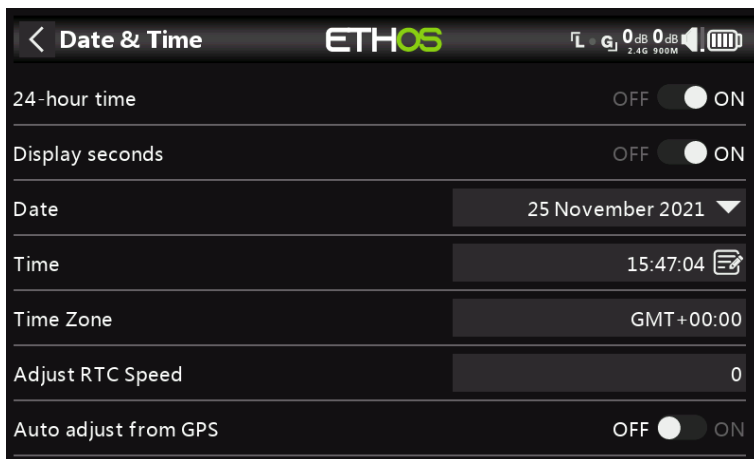 Date & Time ETHOS L G 0dB 0dB
2.4G 900M
24-hour time OFF ON
Display seconds OFF ON
Date 25 November 2021
Time 15:47:04
Time Zone GMT+00:00
Adjust RTC Speed 0
Auto adjust from GPS OFF ON